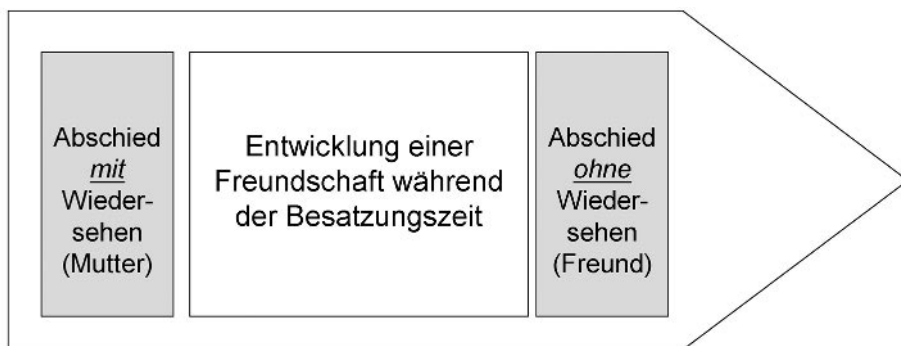 Abschied
mit
Wieder-
sehen
(Mutter)
Entwicklung einer
Freundschaft während
der Besatzungszeit
Abschied
ohne
Wieder-
sehen
(Freund)